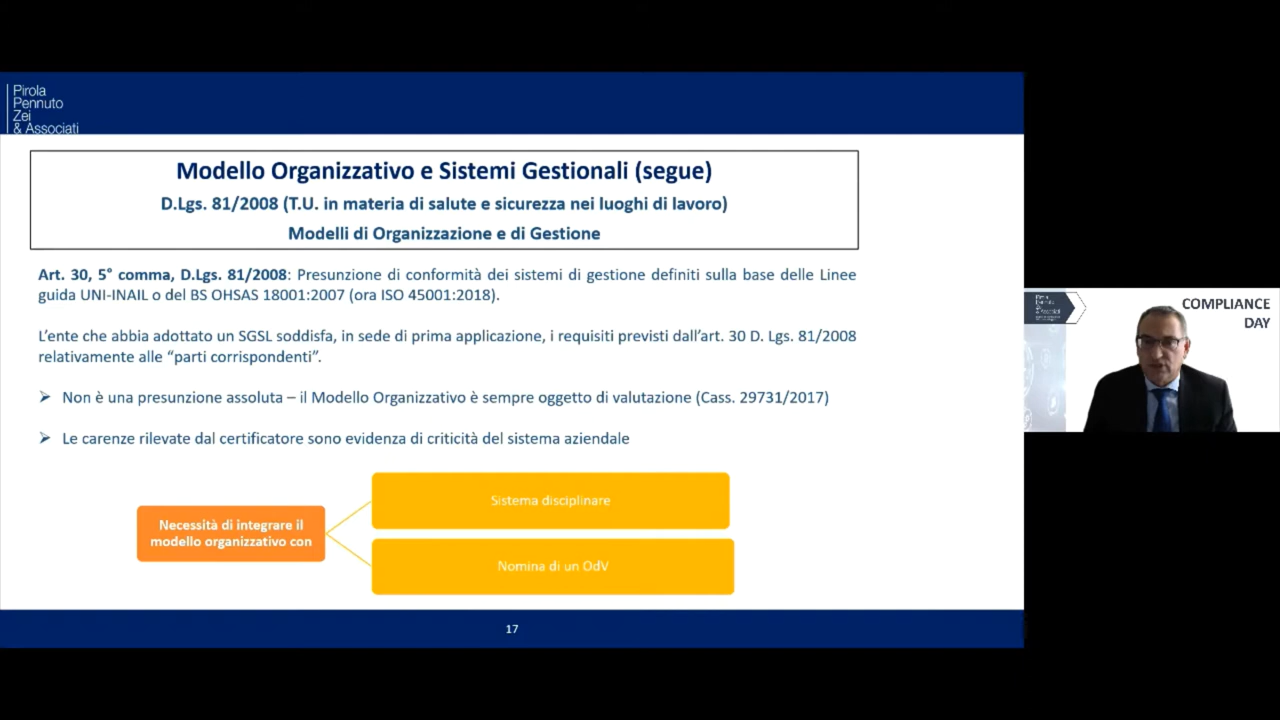 Pirola
Pennuto
Zei
& Associati
Modello Organizzativo e Sistemi Gestionali (segue)
D.Lgs. 81/2008 (T.U. in materia di salute e sicurezza nei luoghi di lavoro)
Modelli di Organizzazione e di Gestione
Art. 30, 5° comma, D.Lgs. 81/2008: Presunzione di conformità dei sistemi di gestione definiti sulla base delle Linee
guida UNI-INAIL o del BS OHSAS 18001:2007 (ora ISO 45001:2018).
L'ente che abbia adottato un SGSL soddisfa, in sede di prima applicazione, i requisiti previsti dall'art. 30 D. Lgs. 81/2008
relativamente alle “parti corrispondenti”.
Non è una presunzione assoluta – il Modello Organizzativo è sempre oggetto di valutazione (Cass. 29731/2017)
Le carenze rilevate dal certificatore sono evidenza di criticità del sistema aziendale
Necessità di integrare il
modello organizzativo con
Sistema disciplinare
Nomina di un OdV
17
COMPLIANCE
DAY